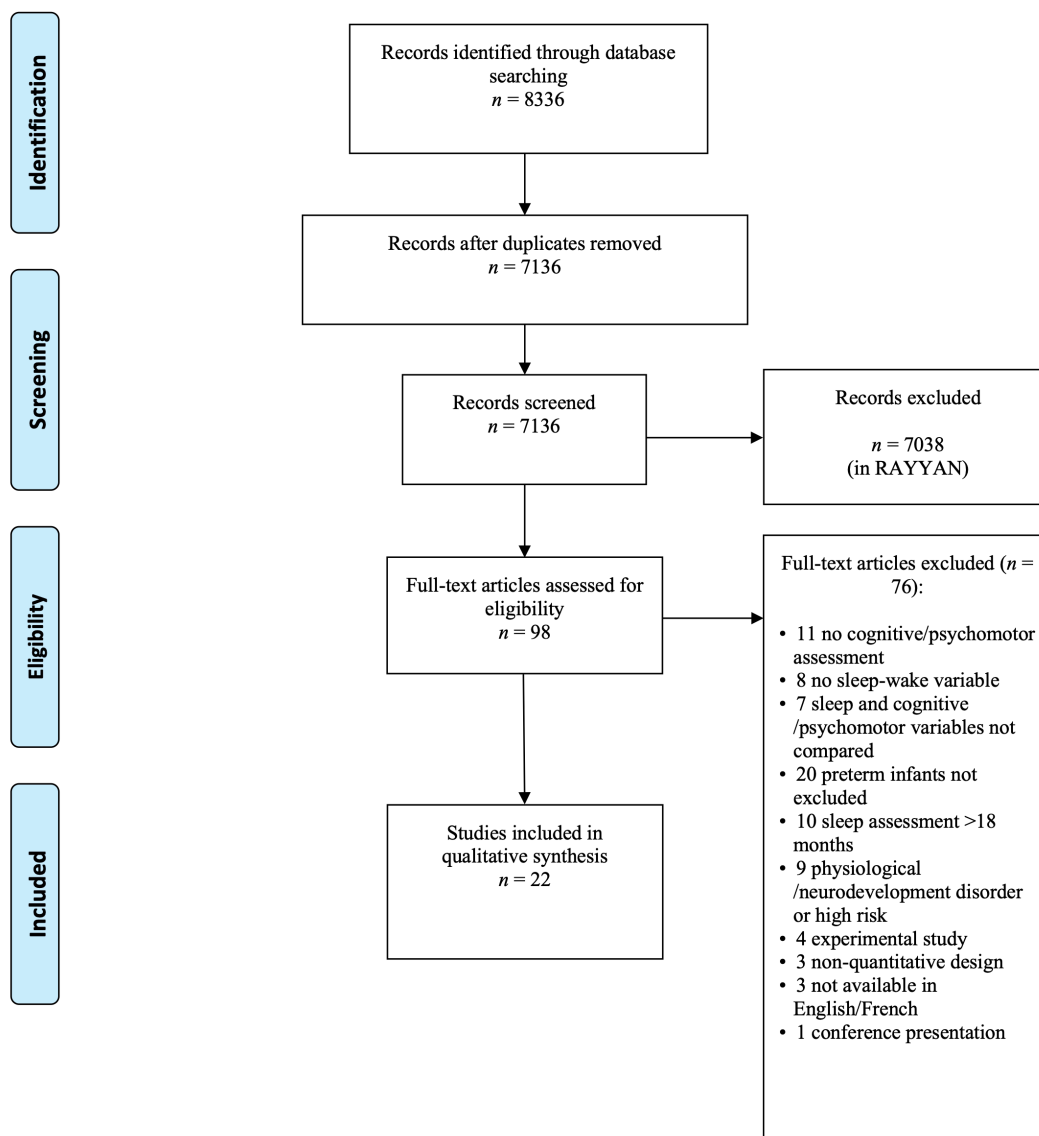 Identification
Records identified through database
searching
n = 8336
Records after duplicates removed
n = 7136
Screening
Records screened
n = 7136
Records excluded
n = 7038
(in RAYYAN)
Eligibility
Full-text articles assessed for
eligibility
n = 98
Full-text articles excluded (n =
76):
• 11 no cognitive/psychomotor
assessment
• 8 no sleep-wake variable
• 7 sleep and cognitive
/psychomotor variables not
compared
• 20 preterm infants not
excluded
• 10 sleep assessment >18
months
• 9 physiological
/neurodevelopment disorder
or high risk
• 4 experimental study
• 3 non-quantitative design
• 3 not available in
English/French
• 1 conference presentation
Included
Studies included in
qualitative synthesis
n = 22